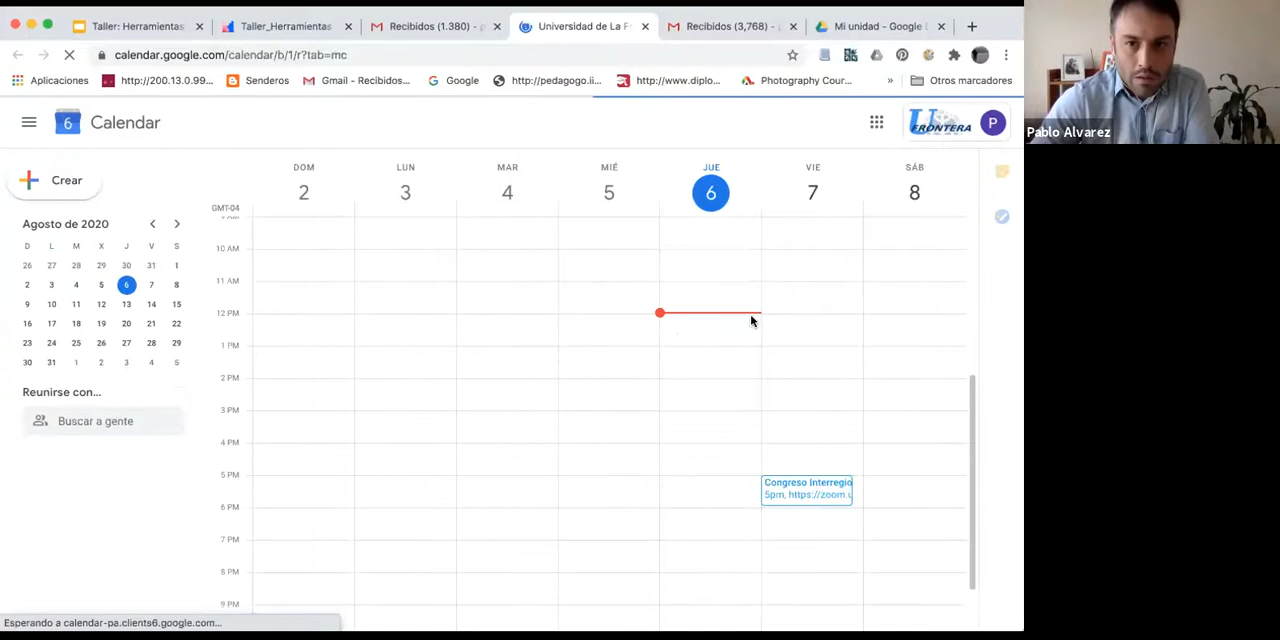 Taller: Herramientas
Taller_Herramientas
Recibidos (1.380) - p
Universidad de La F
Recibidos (3,768) -
Mi unidad - Google
calendar.google.com/calendar/b/1/r?tab=mc
Aplicaciones
http://200.13.0.99...
Senderos
Gmail - Recibidos...
Google
http://pedagogo.ii...
http://www.diplo...
Photography Cour...
»
Otros marcadores
6
Calendar
U FRONTERA
P
Pablo Alvarez
Crear
Agosto de 2020
D L M X J V S
26 27 28 29 30 31 1
2 3 4 5 6 7 8
9 10 11 12 13 14 15
16 17 18 19 20 21 22
23 24 25 26 27 28 29
30 31 1 2 3 4 5
Reunirse con...
Buscar a gente
DOM LUN MAR MIÉ JUE VIE SÁB
2 3 4 5 6 7 8
GMT-04
10 AM
11 AM
12 PM
1 PM
2 PM
3 PM
4 PM
5 PM
Congreso Interregio
5pm, https://zoom.u
6 PM
7 PM
8 PM
9 PM
Esperando a calendar-pa.clients6.google.com...